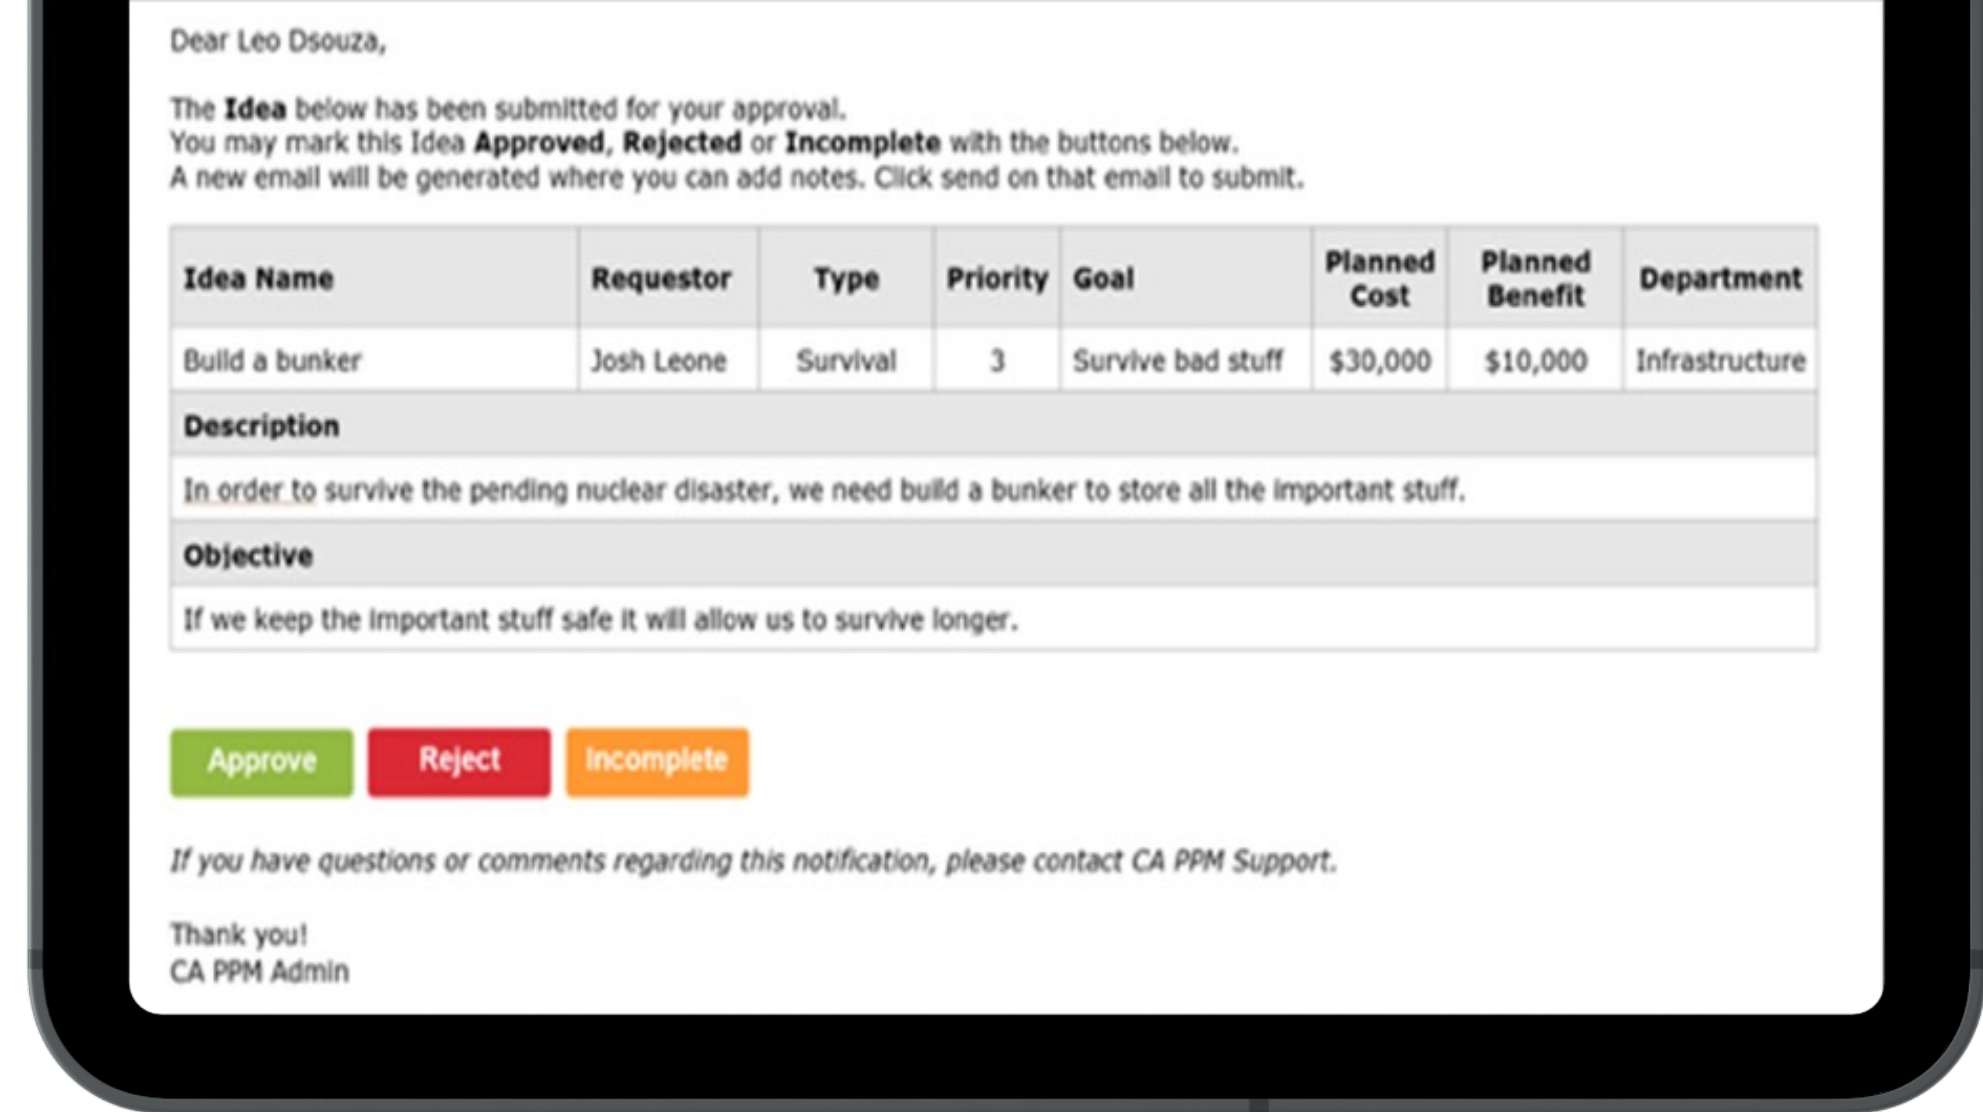 Dear Leo Dsouza,
The Idea below has been submitted for your approval.
You may mark this Idea Approved, Rejected or Incomplete with the buttons below.
A new email will be generated where you can add notes. Click send on that email to submit.
Idea Name Requestor Type Priority Goal Planned Cost Planned Benefit Department
Build a bunker Josh Leone Survival 3 Survive bad stuff $30,000 $10,000 Infrastructure
Description
In order to survive the pending nuclear disaster, we need build a bunker to store all the important stuff.
Objective
If we keep the important stuff safe it will allow us to survive longer.
Approve Reject Incomplete
If you have questions or comments regarding this notification, please contact CA PPM Support.
Thank you!
CA PPM Admin